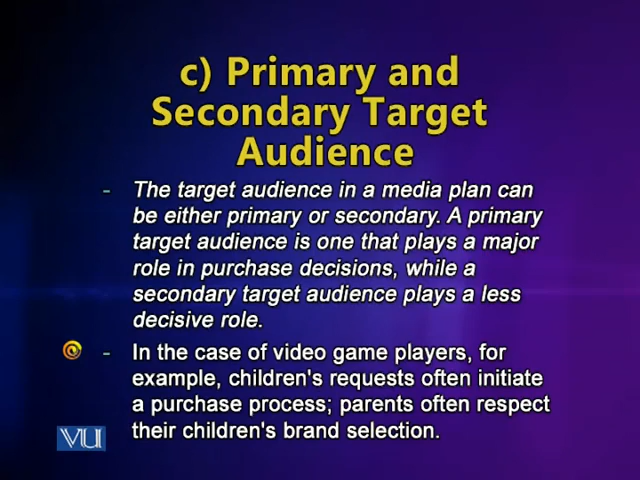 c) Primary and
Secondary Target
Audience
- The target audience in a media plan can
be either primary or secondary. A primary
target audience is one that plays a major
role in purchase decisions, while a
secondary target audience plays a less
decisive role.
- In the case of video game players, for
example, children's requests often initiate
a purchase process; parents often respect
their children's brand selection.
VU